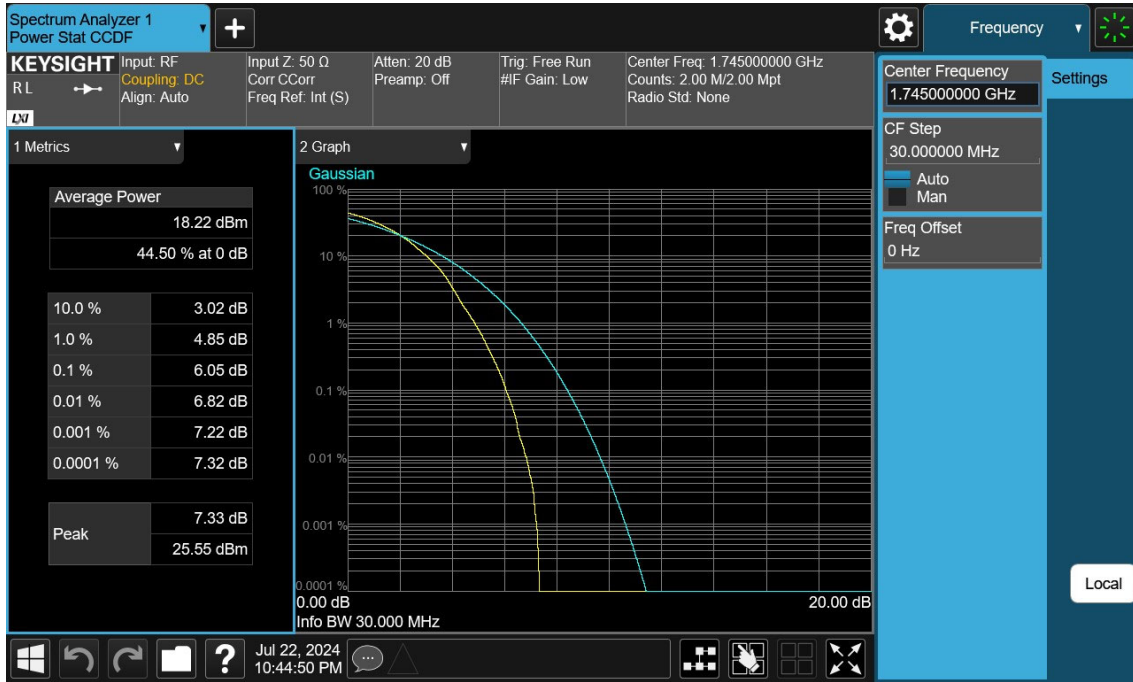 Spectrum Analyzer 1
Power Stat CCDF
Frequency
KEYSIGHT
R L
LXI
Input: RF
Coupling: DC
Align: Auto
Input Z: 50 Ω
Corr CCorr
Freq Ref: Int (S)
Atten: 20 dB
Preamp: Off
Trig: Free Run
#IF Gain: Low
Center Freq: 1.745000000 GHz
Counts: 2.00 M/2.00 Mpt
Radio Std: None
Center Frequency
1.745000000 GHz
Settings
CF Step
30.000000 MHz
Auto
Man
Freq Offset
0 Hz
Local
1 Metrics
Average Power
18.22 dBm
44.50 % at 0 dB
10.0 % 3.02 dB
1.0 % 4.85 dB
0.1 % 6.05 dB
0.01 % 6.82 dB
0.001 % 7.22 dB
0.0001 % 7.32 dB
Peak
7.33 dB
25.55 dBm
2 Graph
Gaussian
100 %
10 %
1 %
0.1 %
0.01 %
0.001 %
0.0001 %
0.00 dB 20.00 dB
Info BW 30.000 MHz
?
Jul 22, 2024
10:44:50 PM